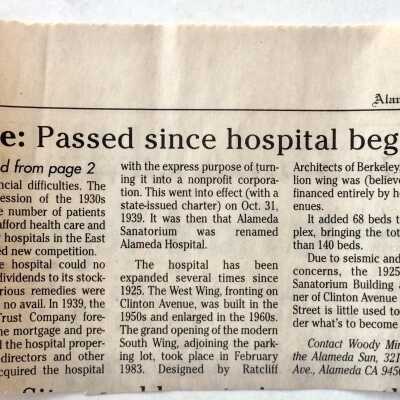 Alam
e: Passed since hospital beg
d from page 2
ncial difficulties. The
ession of the 1930s
e number of patients
fford health care and
hospitals in the East
ed new competition.
e hospital could no
dividends to its stock-
rious remedies were
no avail. In 1939, the
Trust Company fore-
he mortgage and pre-
l the hospital proper-
directors and other
cquired the hospital
with the express purpose of turn-
ing it into a nonprofit corpora-
tion. This went into effect (with a
state-issued charter) on Oct. 31,
1939. It was then that Alameda
Sanatorium was renamed
Alameda Hospital.
The hospital has been
expanded several times since
1925. The West Wing, fronting on
Clinton Avenue, was built in the
1950s and enlarged in the 1960s.
The grand opening of the modern
South Wing, adjoining the park-
ing lot, took place in February
1983. Designed by Ratcliff
Architects of Berkeley,
lion wing was (believe
financed entirely by h
enues.
It added 68 beds t
plex, bringing the tot
than 140 beds.
Due to seismic and
concerns, the 1925
Sanatorium Building a
ner of Clinton Avenue
Street is little used to
der what's to become
Contact Woody Min
the Alameda Sun, 321
Ave., Alameda CA 9450